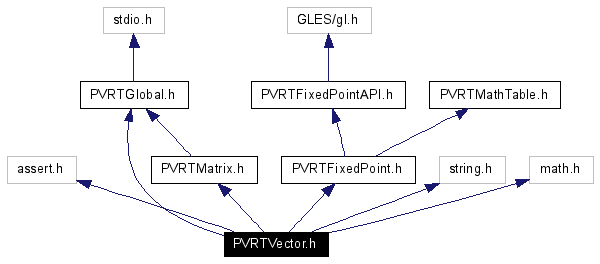 stdio.h
GLES/gl.h
PVRTGlobal.h
PVRTFixedPointAPI.h
PVRTMathTable.h
assert.h
PVRTMatrix.h
PVRTFixedPoint.h
string.h
math.h
PVRTVector.h